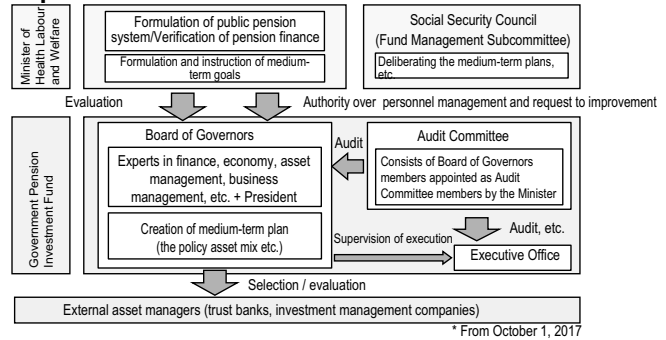 Minister of
Health Labour
and Welfare
Formulation of public pension
system/Verification of pension finance
Formulation and instruction of medium-
term goals
Social Security Council
(Fund Management Subcommittee)
Deliberating the medium-term plans,
etc.
Evaluation
Authority over personnel management and request to improvement
Government Pension
Investment Fund
Board of Governors
Experts in finance, economy, asset
management, business
management, etc. + President
Creation of medium-term plan
(the policy asset mix etc.)
Audit
Audit Committee
Consists of Board of Governors
members appointed as Audit
Committee members by the Minister
Audit, etc.
Supervision of execution
Executive Office
Selection / evaluation
External asset managers (trust banks, investment management companies)
* From October 1, 2017